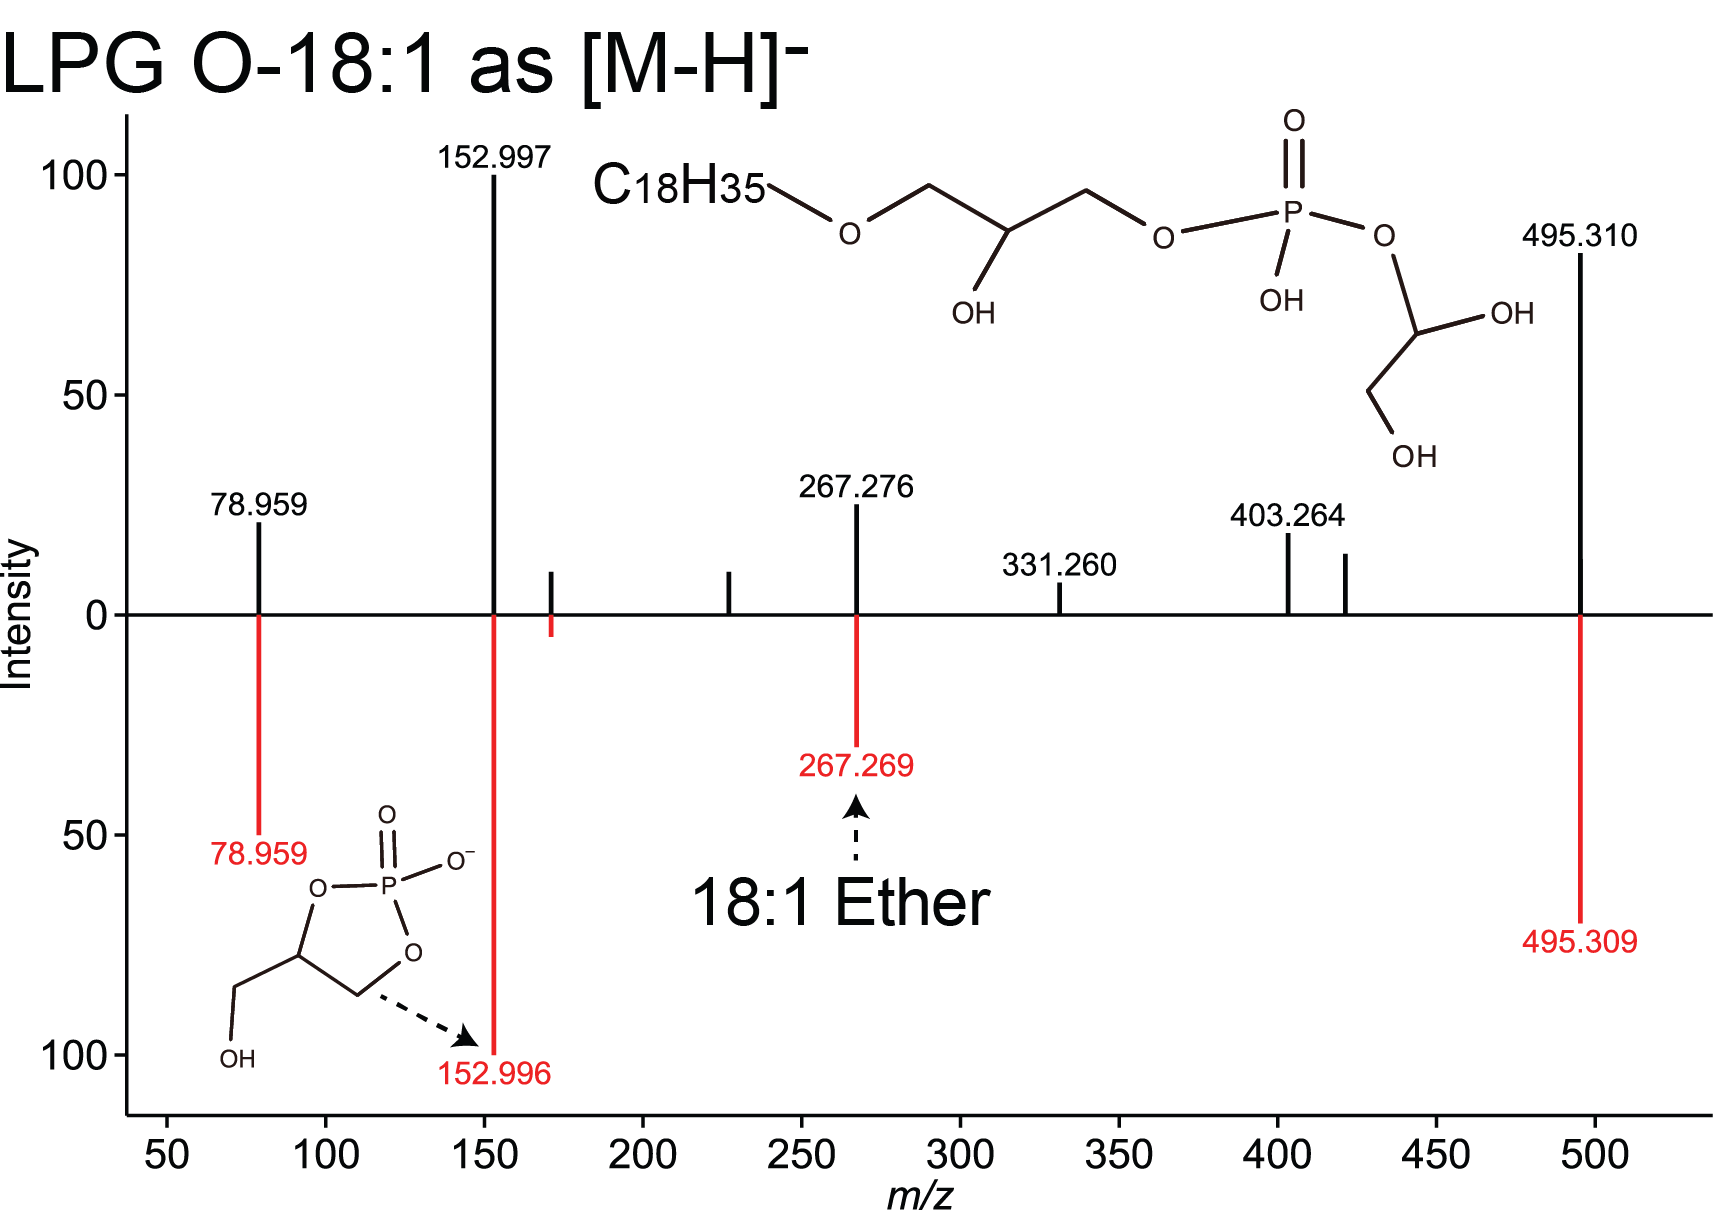 LPG O-18:1 as [M-H]⁻
Intensity
100
50
0
50
100
152.997
78.959
267.276
331.260
403.264
495.310
C18H35
O
OH
O
O
P
OH
O
OH
OH
78.959
152.996
267.269
495.309
18:1 Ether
O
O
P
O⁻
O
OH
50
100
150
200
250
300
350
400
450
500
m/z